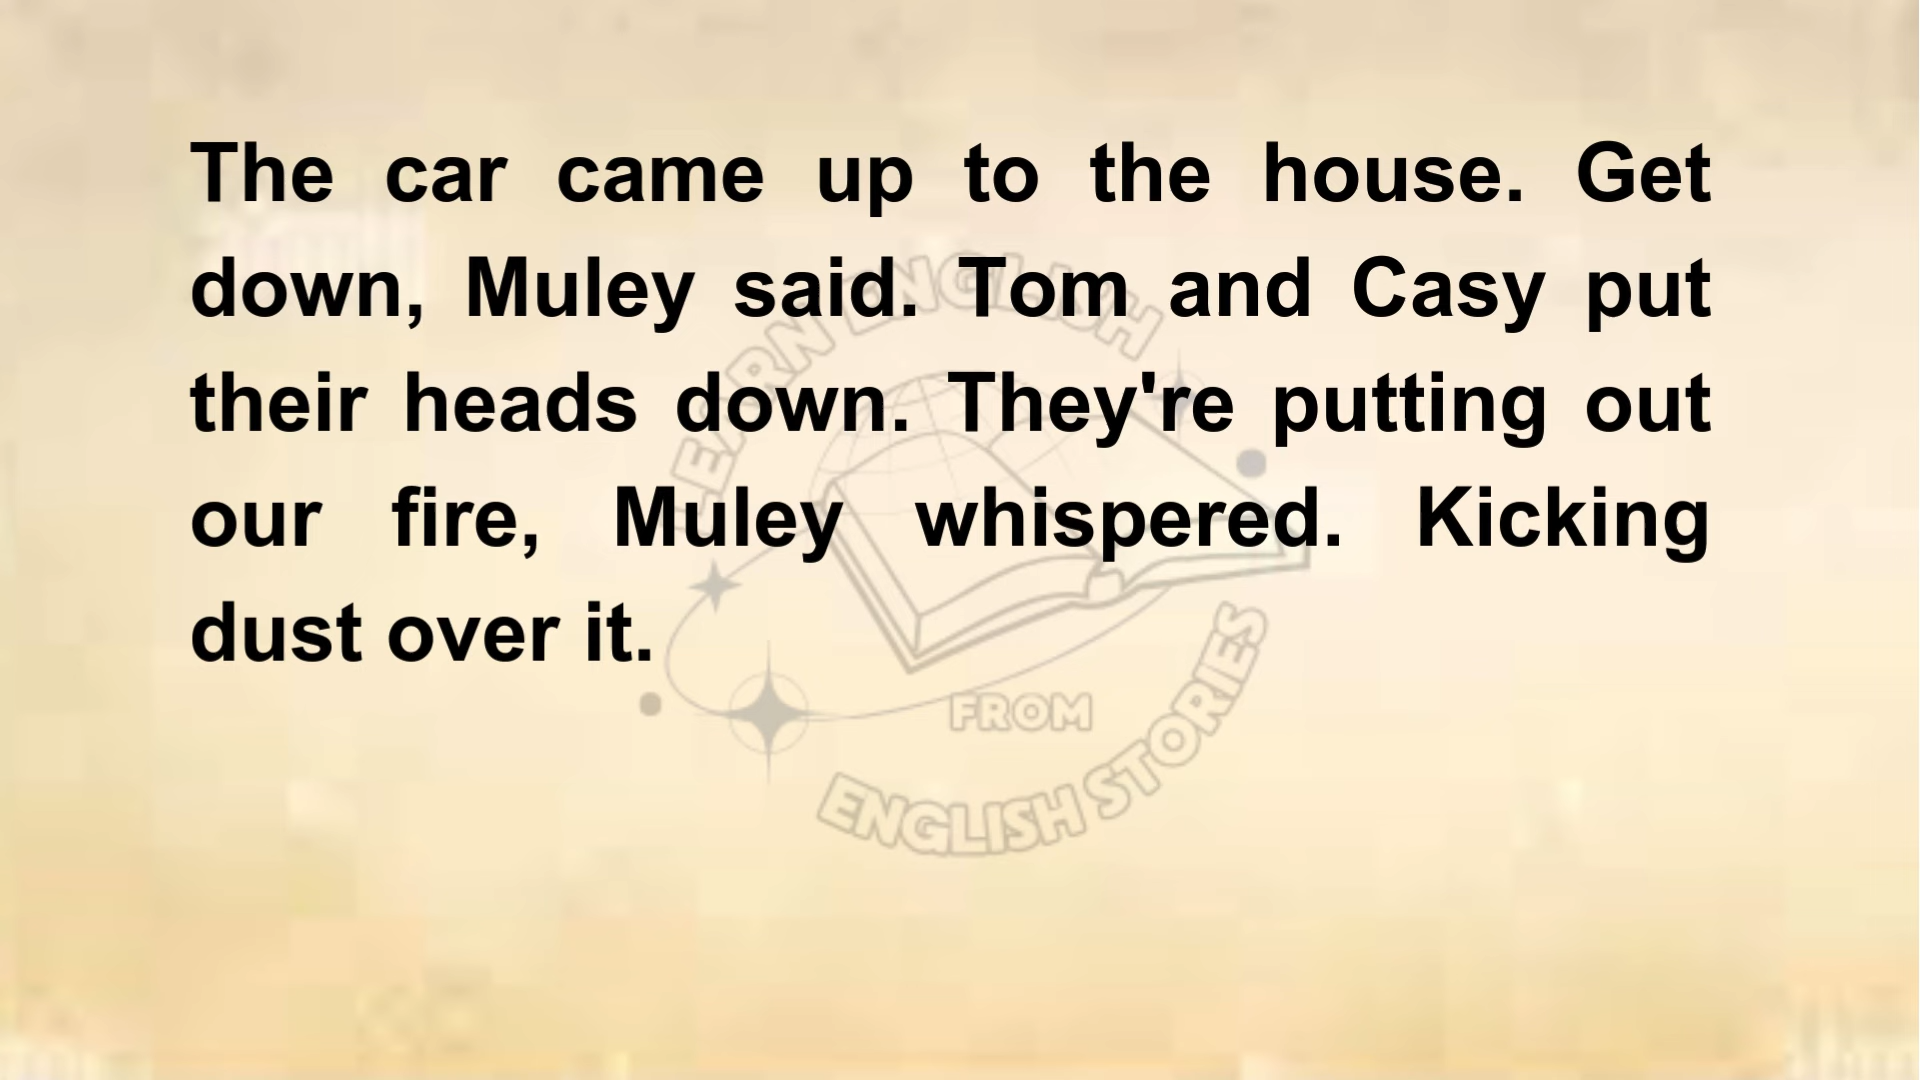 The car came up to the house. Get
down, Muley said. Tom and Casy put
their heads down. They're putting out
our fire, Muley whispered. Kicking
dust over it.
LEARN ENGLISH
FROM
ENGLISH STORIES